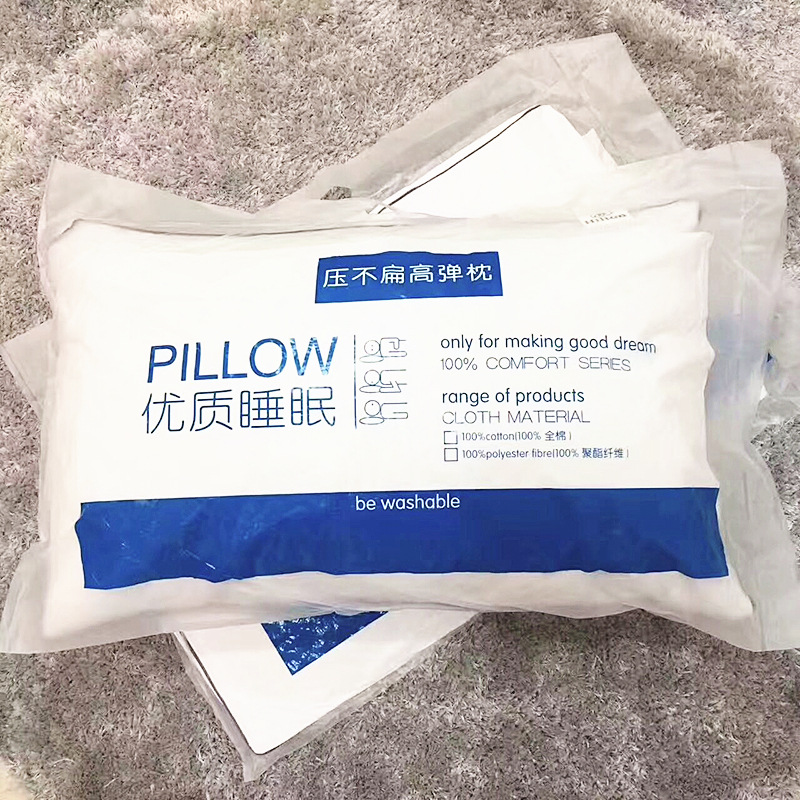 压不扁高弹枕
PILLOW
优质睡眠
only for making good dream
100% COMFORT SERIES
range of products
CLOTH MATERIAL
100%cotton(100% 全棉)
100%polyester fibre(100% 聚酯纤维)
be washable